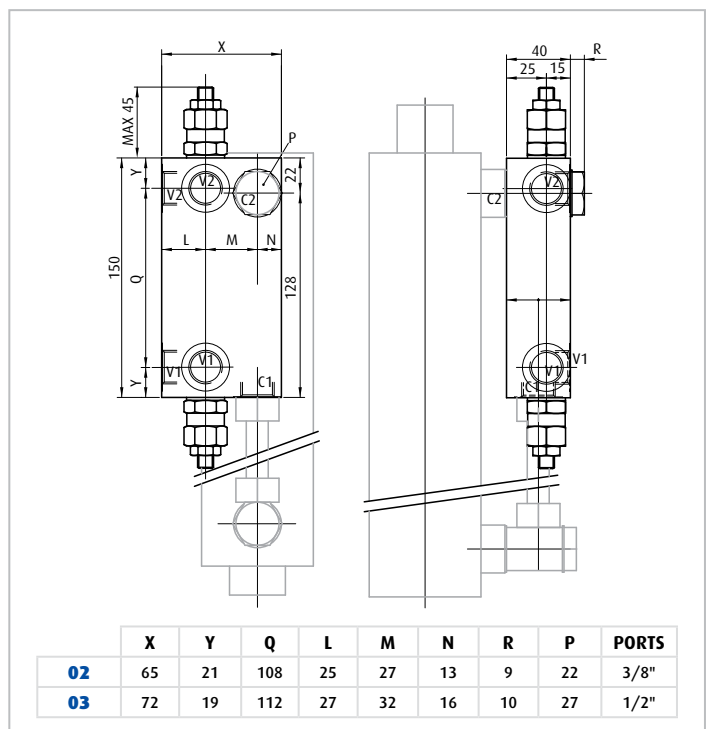 X
40
R
25
15
MAX 45
P
Y
22
V2
V2
C2
C2
V2
L
M
N
150
Q
128
V1
V1
V1
V1
C1
C1
Y
X Y Q L M N R P PORTS
02 65 21 108 25 27 13 9 22 3/8"
03 72 19 112 27 32 16 10 27 1/2"